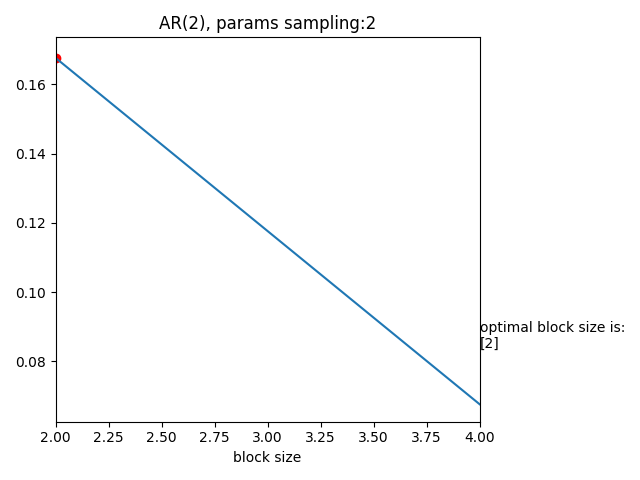 AR(2), params sampling:2
0.16
0.14
0.12
0.10
0.08
optimal block size is:
[2]
2.00 2.25 2.50 2.75 3.00 3.25 3.50 3.75 4.00
block size